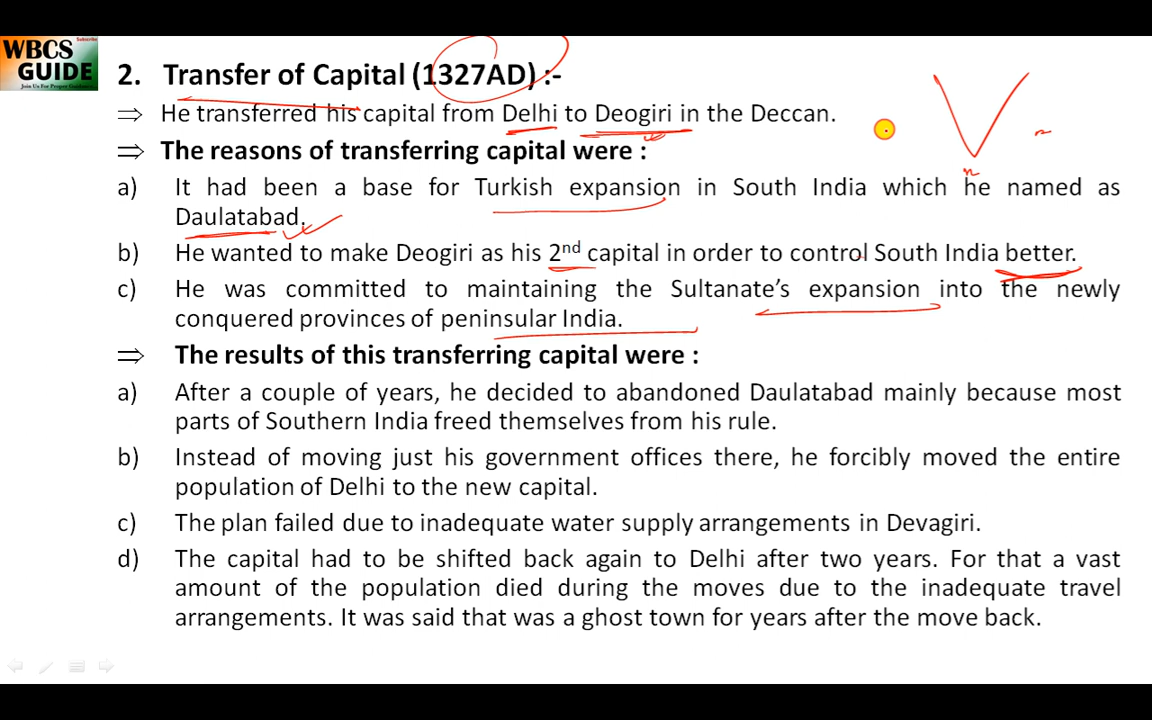 Subscribe
WBCS
GUIDE
Join Us For Proper Guidance
2. Transfer of Capital (1327AD) :-
⇒ He transferred his capital from Delhi to Deogiri in the Deccan.
⇒ The reasons of transferring capital were :
a) It had been a base for Turkish expansion in South India which he named as
Daulatabad.
b) He wanted to make Deogiri as his 2nd capital in order to control South India better.
c) He was committed to maintaining the Sultanate's expansion into the newly
conquered provinces of peninsular India.
⇒ The results of this transferring capital were :
a) After a couple of years, he decided to abandoned Daulatabad mainly because most
parts of Southern India freed themselves from his rule.
b) Instead of moving just his government offices there, he forcibly moved the entire
population of Delhi to the new capital.
c) The plan failed due to inadequate water supply arrangements in Devagiri.
d) The capital had to be shifted back again to Delhi after two years. For that a vast
amount of the population died during the moves due to the inadequate travel
arrangements. It was said that was a ghost town for years after the move back.